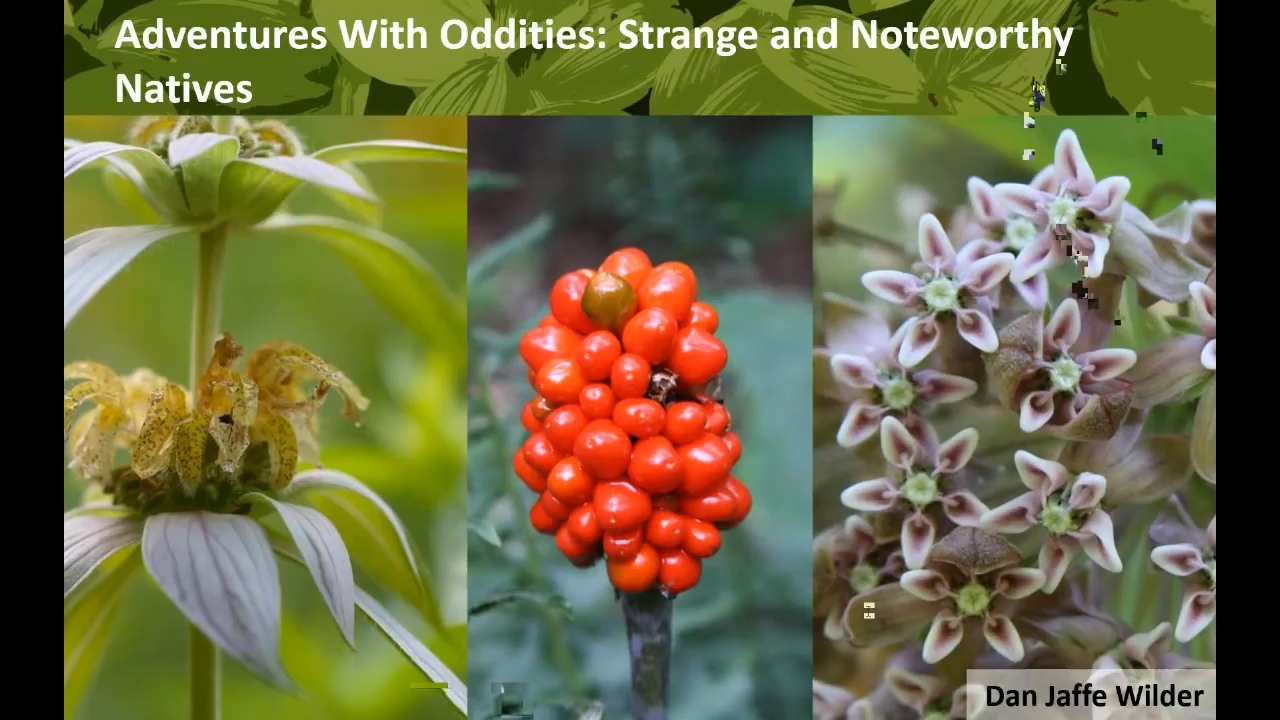 Adventures With Oddities: Strange and Noteworthy
Natives
Dan Jaffe Wilder